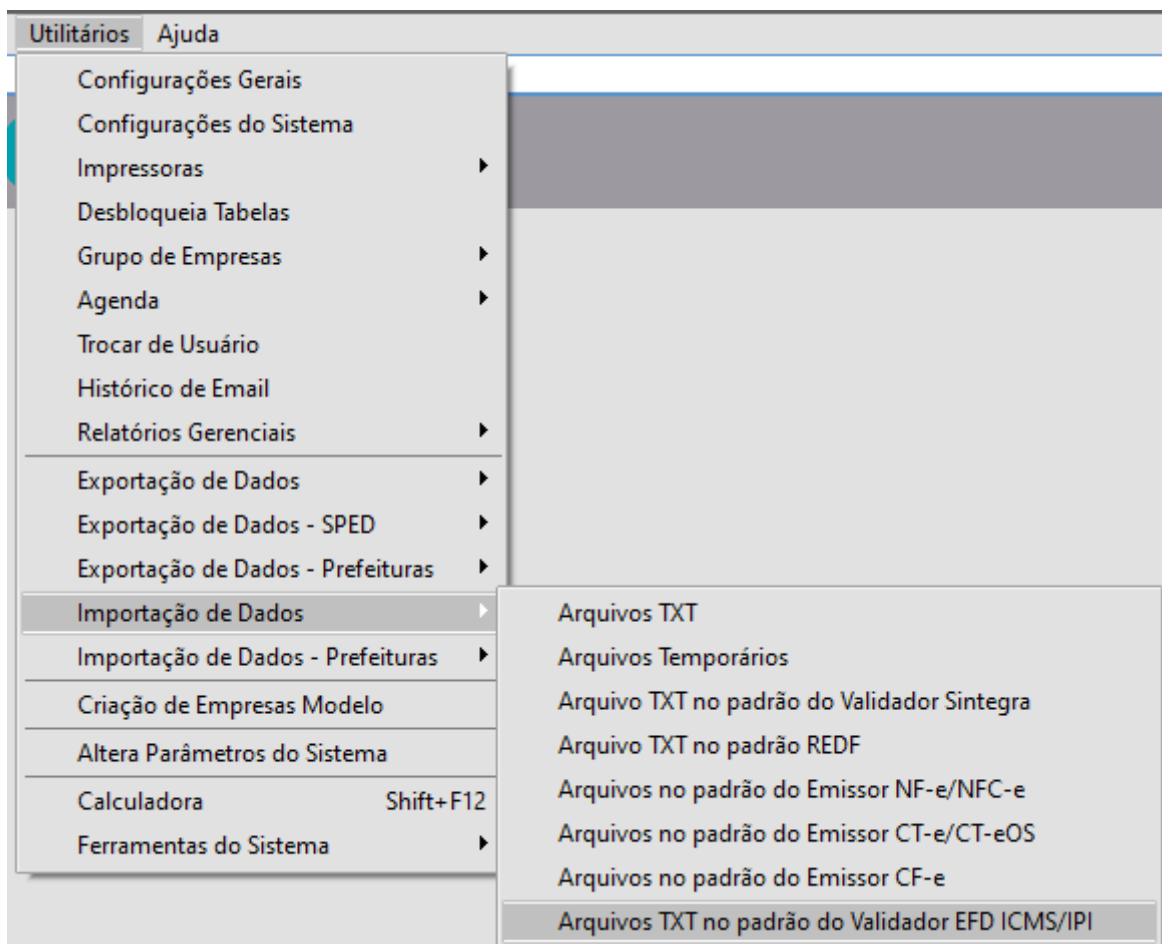 Utilitários Ajuda
Configurações Gerais
Configurações do Sistema
Impressoras
Desbloqueia Tabelas
Grupo de Empresas
Agenda
Trocar de Usuário
Histórico de Email
Relatórios Gerenciais
Exportação de Dados
Exportação de Dados - SPED
Exportação de Dados - Prefeituras
Importação de Dados
Importação de Dados - Prefeituras
Criação de Empresas Modelo
Altera Parâmetros do Sistema
Calculadora Shift+F12
Ferramentas do Sistema
Arquivos TXT
Arquivos Temporários
Arquivo TXT no padrão do Validador Sintegra
Arquivo TXT no padrão REDF
Arquivos no padrão do Emissor NF-e/NFC-e
Arquivos no padrão do Emissor CT-e/CT-eOS
Arquivos no padrão do Emissor CF-e
Arquivos TXT no padrão do Validador EFD ICMS/IPI